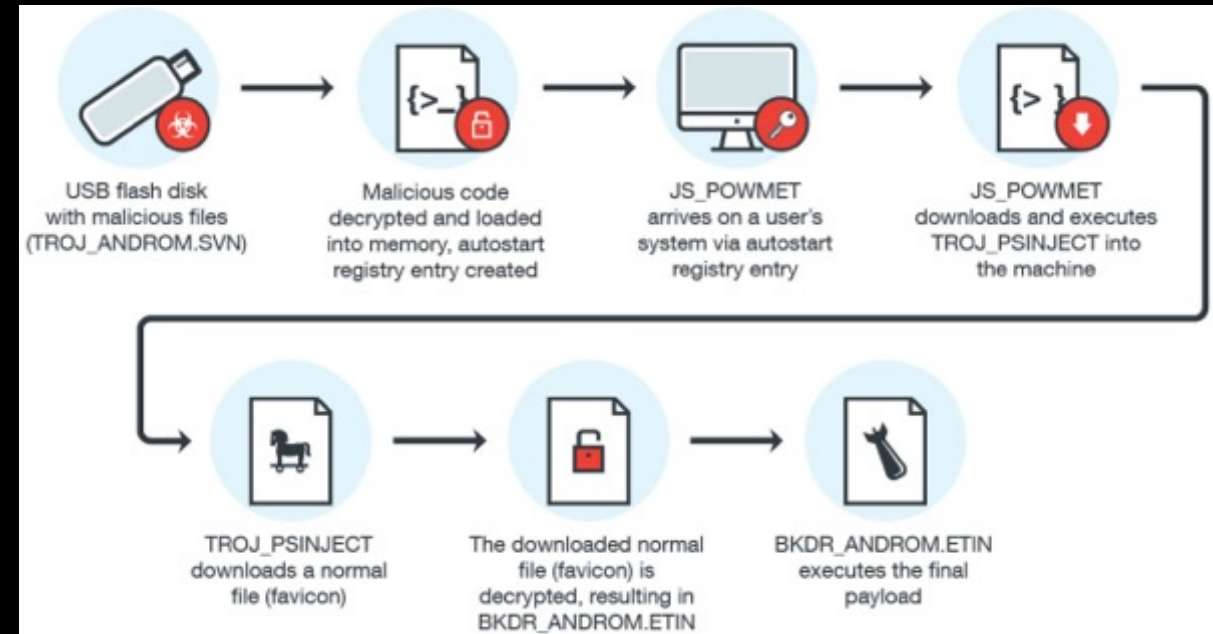 {>_}
{> }
USB flash disk
with malicious files
(TROJ_ANDROM.SVN)
Malicious code
decrypted and loaded
into memory, autostart
registry entry created
JS_POWMET
arrives on a user's
system via autostart
registry entry
JS_POWMET
downloads and executes
TROJ_PSINJECT into
the machine
TROJ_PSINJECT
downloads a normal
file (favicon)
The downloaded normal
file (favicon) is
decrypted, resulting in
BKDR_ANDROM.ETIN
BKDR_ANDROM.ETIN
executes the final
payload